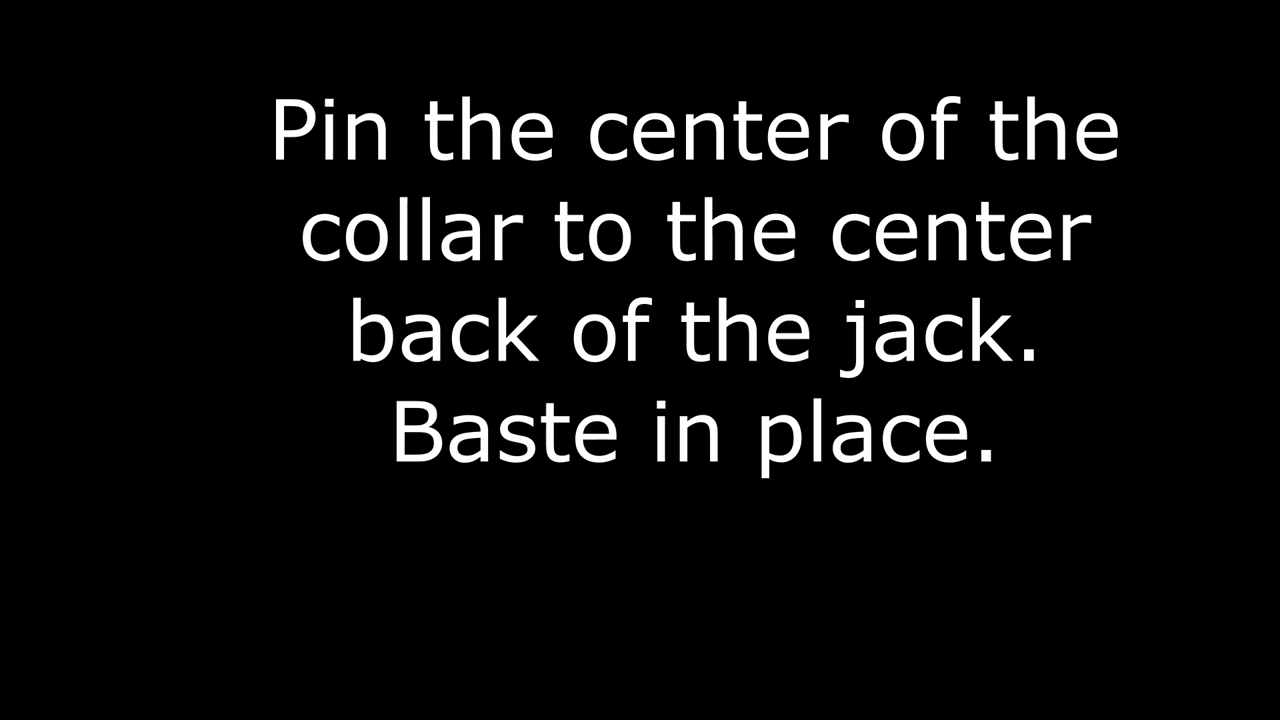 Pin the center of the
collar to the center
back of the jack.
Baste in place.